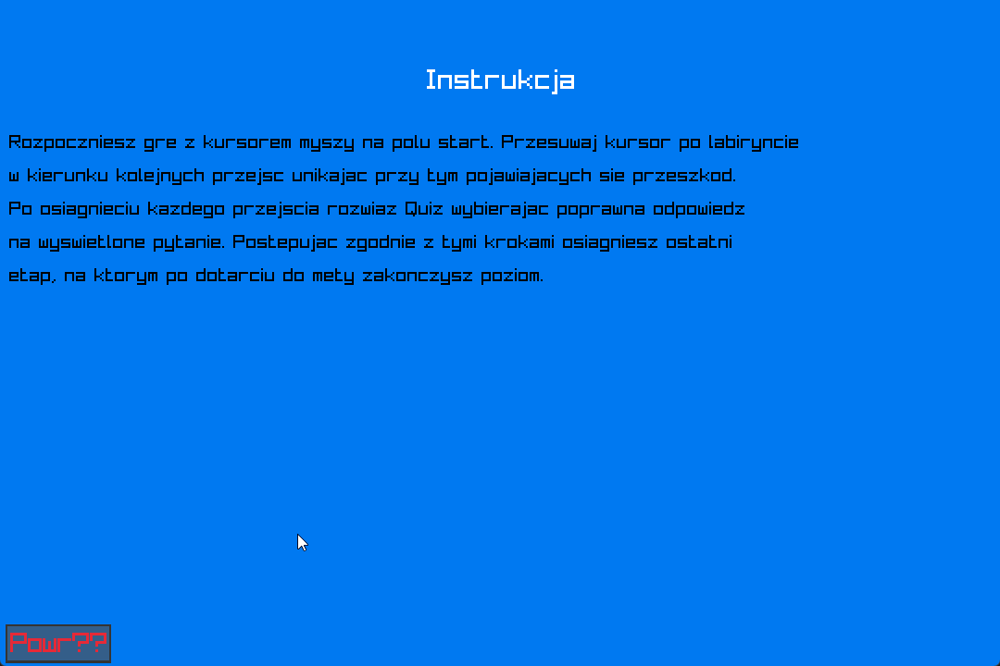 Instrukcja
Rozpoczniesz gre z kursorem myszy na polu start. Przesuwaj kursor po labiryncie
w kierunku kolejnych przejsc unikajac przy tym pojawiajacych sie przeszkod.
Po osiagnieciu kazdego przejscia rozwiaz Quiz wybierajac poprawna odpowiedz
na wyswietlone pytanie. Postepujac zgodnie z tymi krokami osiagniesz ostatni
etap, na ktorym po dotarciu do mety zakonczysz poziom.
Powr??